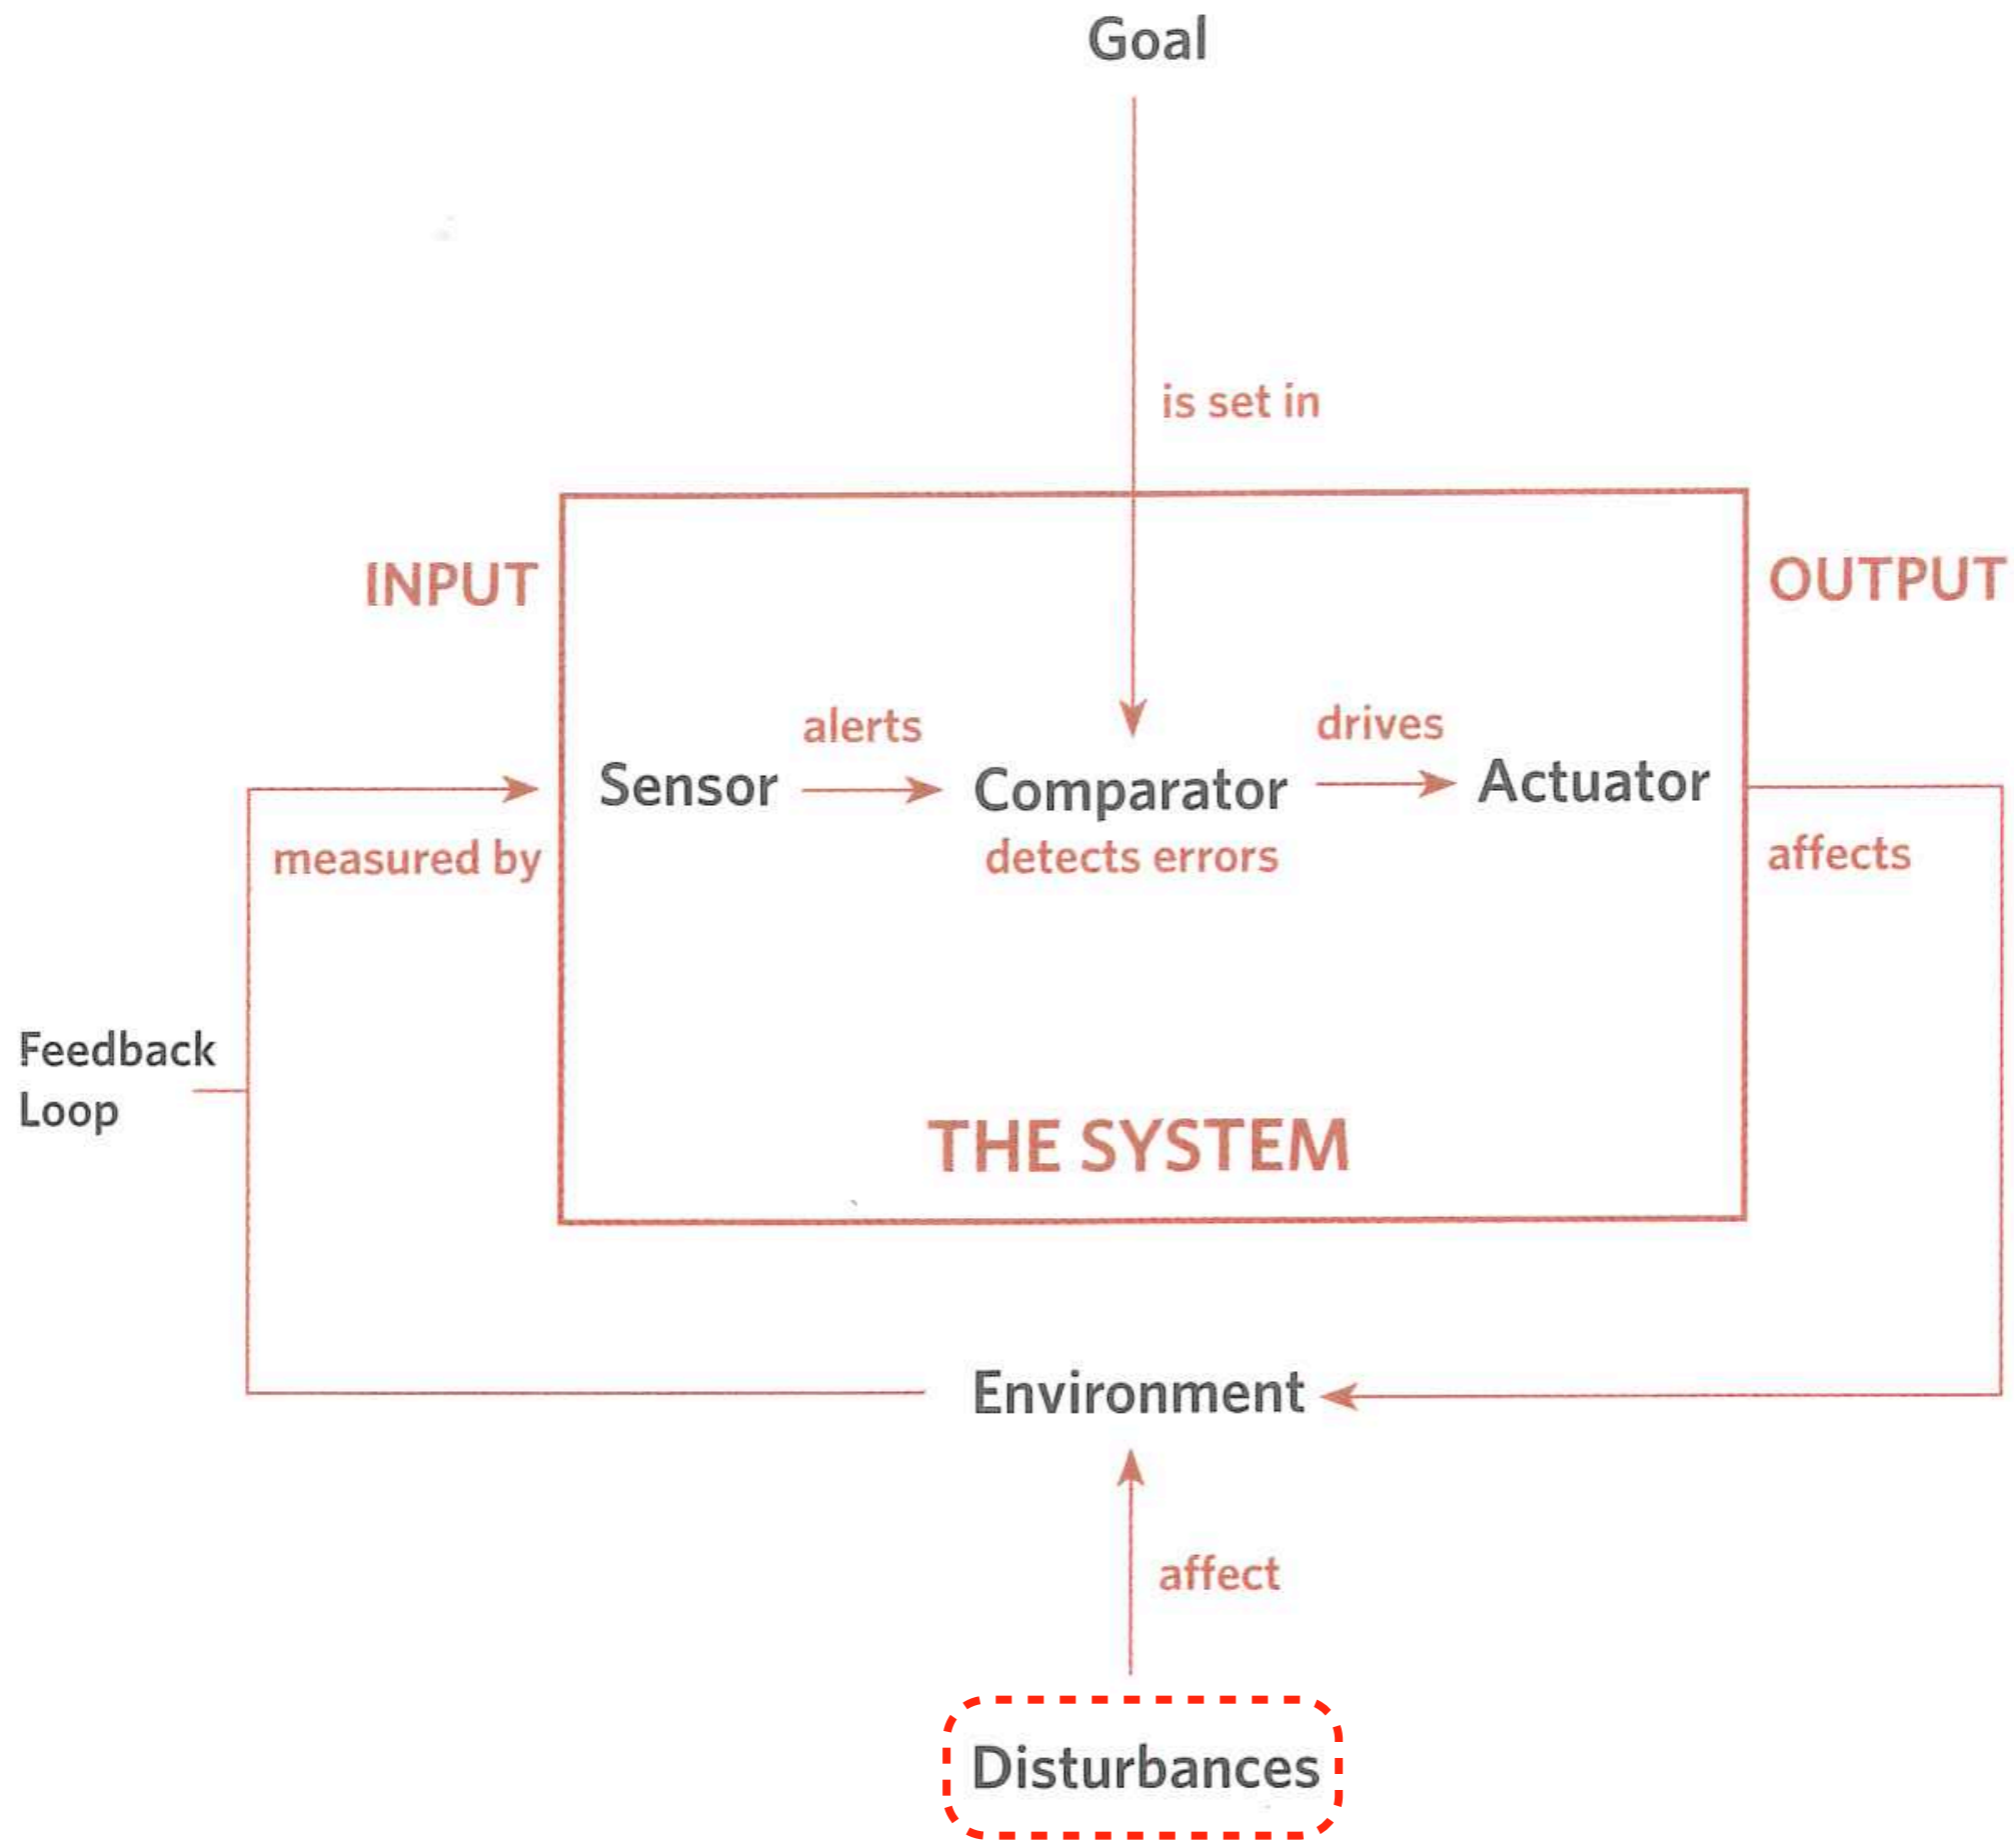 Goal
is set in
INPUT
OUTPUT
alerts
drives
Sensor
Comparator
Actuator
measured by
detects errors
affects
Feedback
Loop
THE SYSTEM
Environment
affect
Disturbances